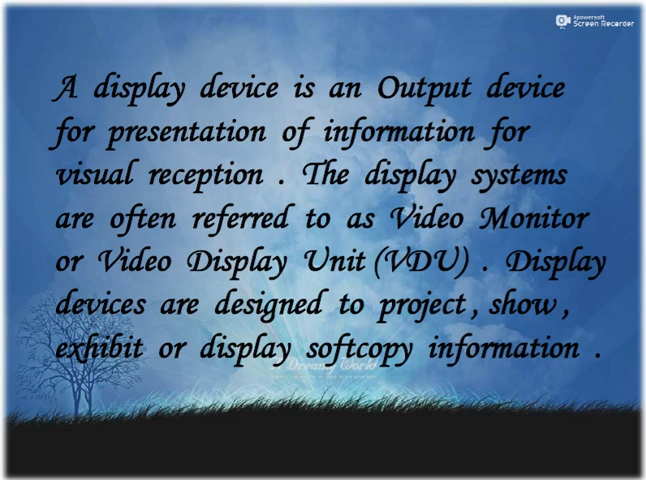 Apowersoft
Screen Recorder
A display device is an Output device
for presentation of information for
visual reception . The display systems
are often referred to as Video Monitor
or Video Display Unit (VDU) . Display
devices are designed to project, show,
exhibit or display softcopy information .
Dreamy World